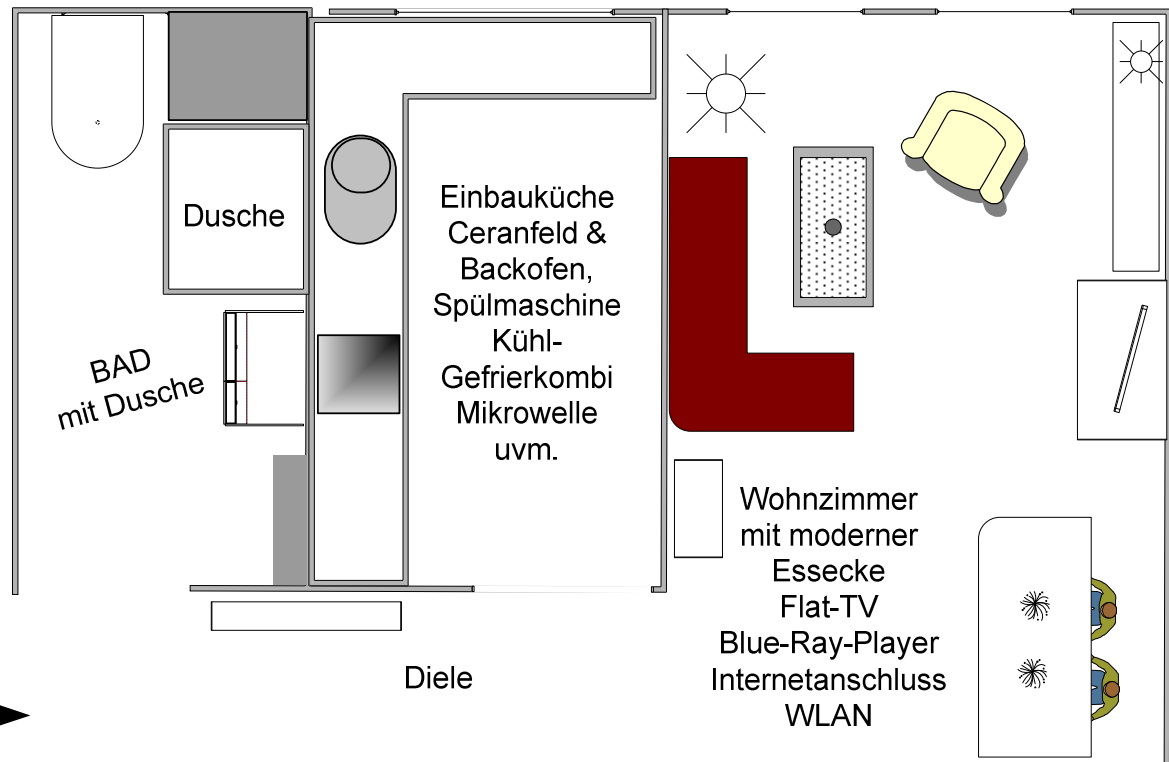 Dusche
BAD
mit Dusche
Einbauküche
Ceranfeld &
Backofen,
Spülmaschine
Kühl-
Gefrierkombi
Mikrowelle
uvm.
Wohnzimmer
mit moderner
Essecke
Flat-TV
Blue-Ray-Player
Internetanschluss
WLAN
Diele